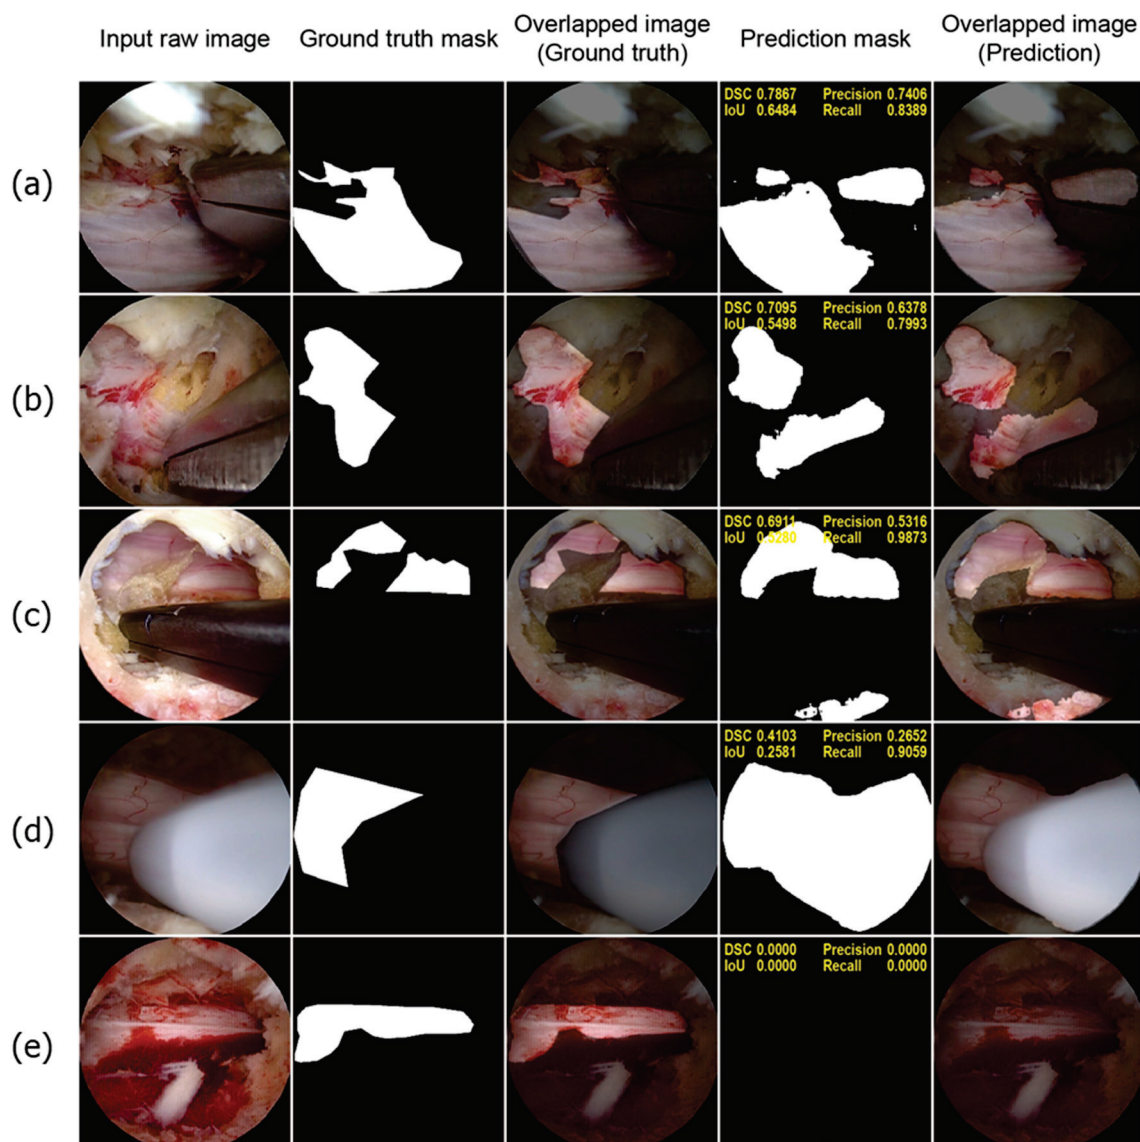 Input raw image
Ground truth mask
Overlapped image
(Ground truth)
Prediction mask
Overlapped image
(Prediction)
(a)
DSC 0.7867 Precision 0.7406
IoU 0.6484 Recall 0.8389
(b)
DSC 0.7095 Precision 0.6378
IoU 0.5498 Recall 0.7993
(c)
DSC 0.6911 Precision 0.5316
IoU 0.5280 Recall 0.9873
(d)
DSC 0.4103 Precision 0.2652
IoU 0.2581 Recall 0.9059
(e)
DSC 0.0000 Precision 0.0000
IoU 0.0000 Recall 0.0000